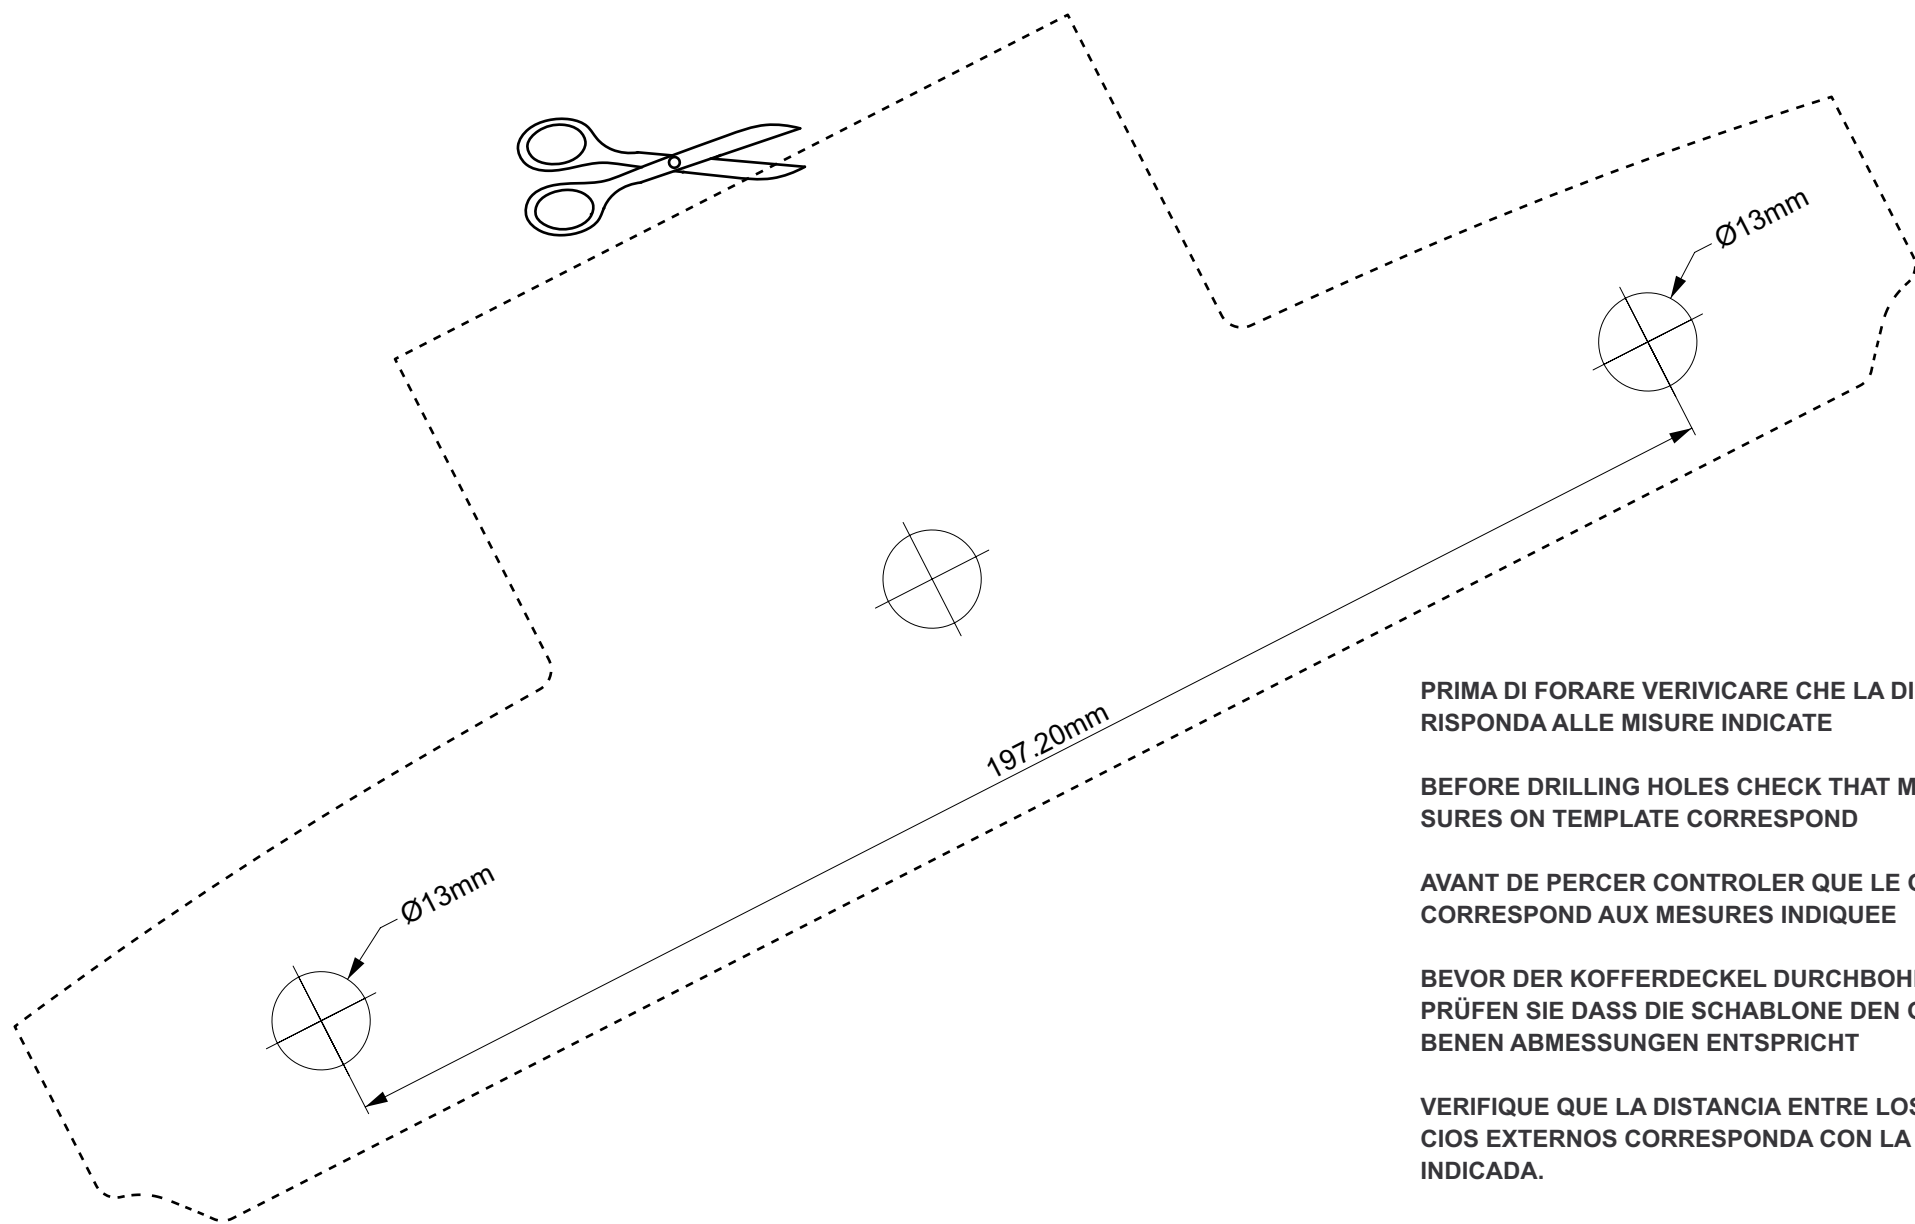 Ø13mm
197.20mm
Ø13mm
PRIMA DI FORARE VERIVICARE CHE LA
RISPONDA ALLE MISURE INDICATE
BEFORE DRILLING HOLES CHECK THAT
SURES ON TEMPLATE CORRESPOND
AVANT DE PERCER CONTROLER QUE LE
CORRESPOND AUX MESURES INDIQUEE
BEVOR DER KOFFERDECKEL
PRÜFEN SIE DASS DIE SCHABLONE DEN
BENEN ABMESSUNGEN ENTSPRICHT
VERIFIQUE QUE LA DISTANCIA ENTRE LOS
CIOS EXTERNOS CORRESPONDA CON LA
INDICADA.